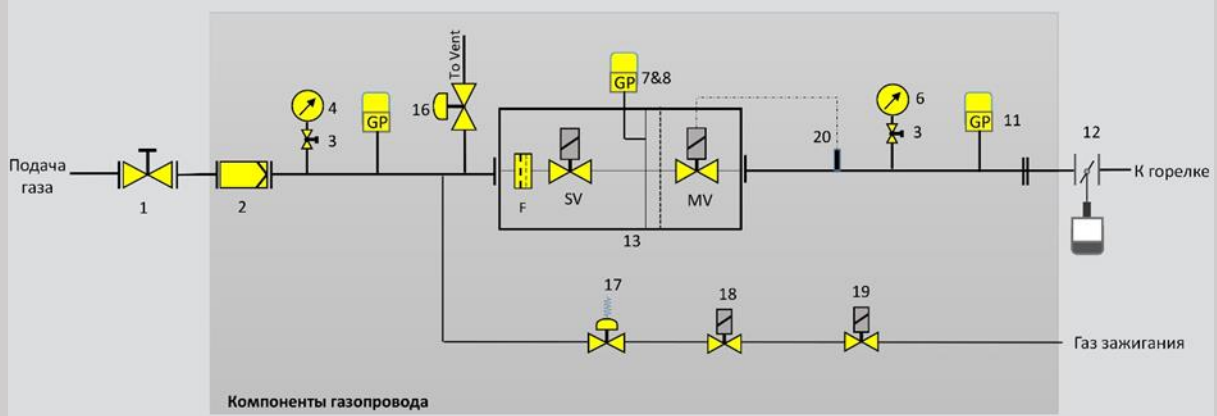 To Vent
4
GP
16
7&8
GP
6
GP
11
3
3
12
20
Подача
газа
К горелке
1
2
F
SV
MV
13
17
18
19
Газ зажигания
Компоненты газопровода